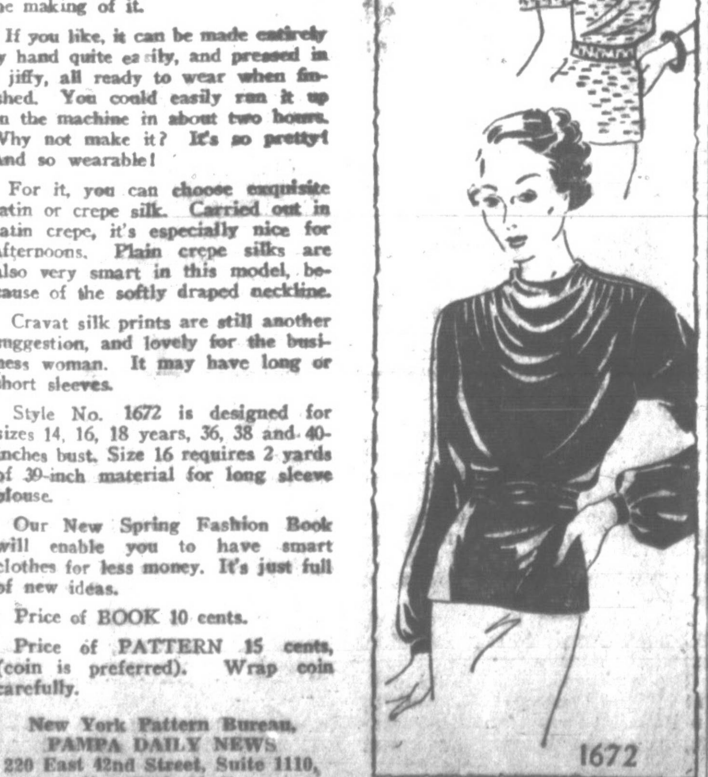 he making of it.
If you like, it can be made entirely
y hand quite easily, and pressed in
jiffy, all ready to wear when fin-
shed. You could easily run it up
n the machine in about two hours.
Why not make it? It's so pretty!
and so wearable!
For it, you can choose exquisite
atin or crepe silk. Carried out in
atin crepe, it's especially nice for
afternoons. Plain crepe silks are
also very smart in this model, be-
cause of the softly draped neckline.
Cravat silk prints are still another
uggestion, and lovely for the busi-
ness woman. It may have long or
hort sleeves.
Style No. 1672 is designed for
sizes 14, 16, 18 years, 36, 38 and 40-
nches bust. Size 16 requires 2 yards
of 39-inch material for long sleeve
blouse.
Our New Spring Fashion Book
will enable you to have smart
clothes for less money. It's just full
of new ideas.
Price of BOOK 10 cents.
Price of PATTERN 15 cents,
(coin is preferred). Wrap coin
carefully.
New York Pattern Bureau,
PAMPA DAILY NEWS
220 East 42nd Street, Suite 1110,
1672